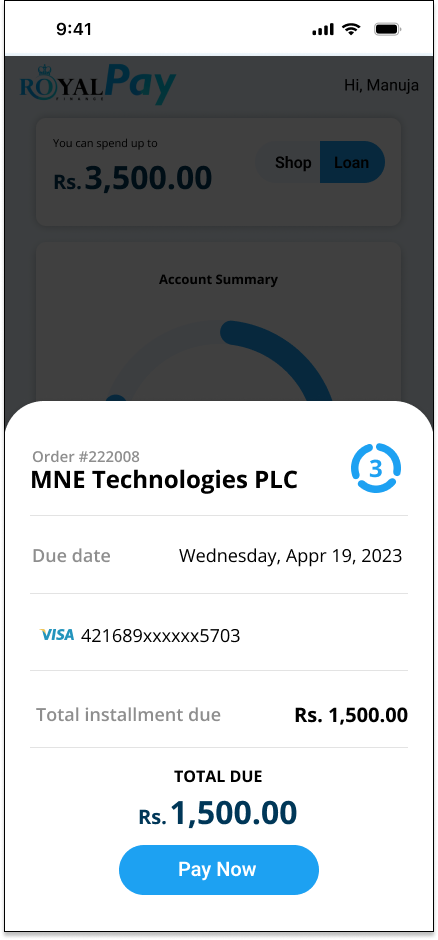 9:41
ROYAL Pay
FINANCE
Hi, Manuja
You can spend up to
Rs. 3,500.00
Shop Loan
Account Summary
Order #222008
MNE Technologies PLC
3
Due date Wednesday, Appr 19, 2023
VISA 421689xxxxxx5703
Total installment due Rs. 1,500.00
TOTAL DUE
Rs. 1,500.00
Pay Now